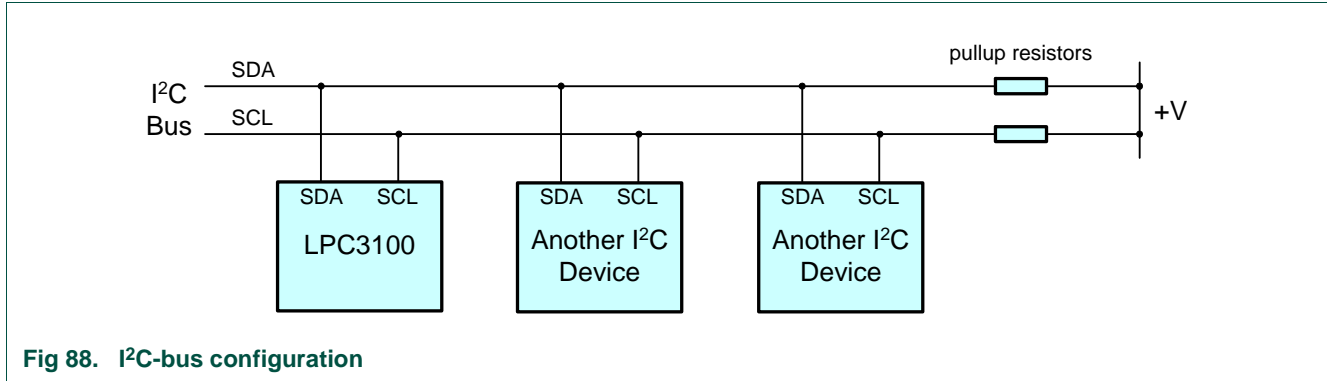 pullup resistors
SDA
I²C
Bus
SCL
+V
SDA SCL
LPC3100
SDA SCL
Another I²C
Device
SDA SCL
Another I²C
Device
Fig 88. I²C-bus configuration